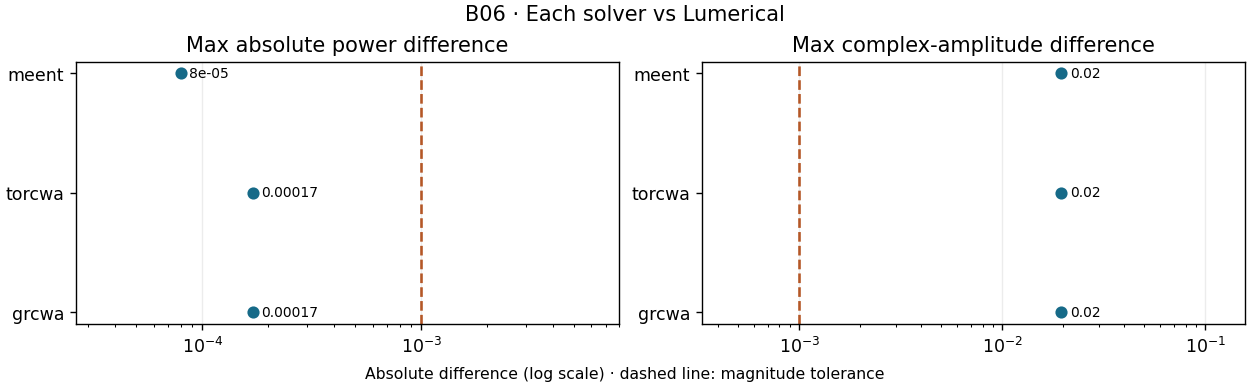 B06 · Each solver vs Lumerical
Max absolute power difference
meent
torcwa
grcwa
8e-05
0.00017
0.00017
10⁻⁴
10⁻³
Max complex-amplitude difference
meent
torcwa
grcwa
0.02
0.02
0.02
10⁻³
10⁻²
10⁻¹
Absolute difference (log scale) · dashed line: magnitude tolerance